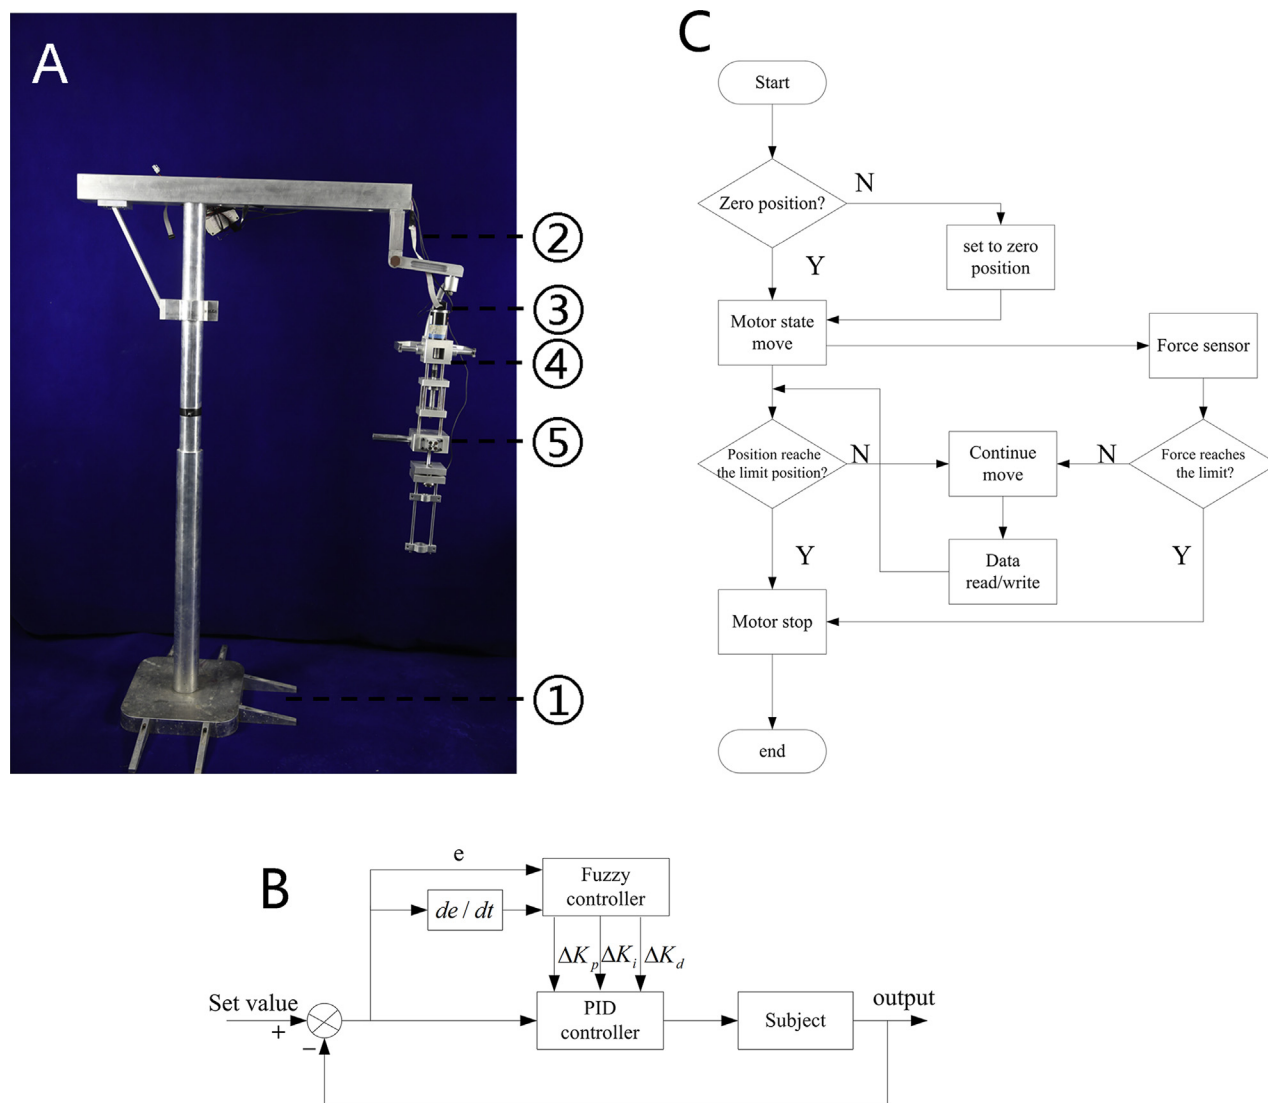 A
②
③
④
⑤
①
C
Start
Zero position?
N
set to zero
position
Y
Motor state
move
Force sensor
Position reache
the limit position?
N
Continue
move
N
Force reaches
the limit?
Y
Data
read/write
Y
Motor stop
end
B
e
Fuzzy
controller
de / dt
ΔKp ΔKi ΔKd
Set value
+
−
PID
controller
Subject
output